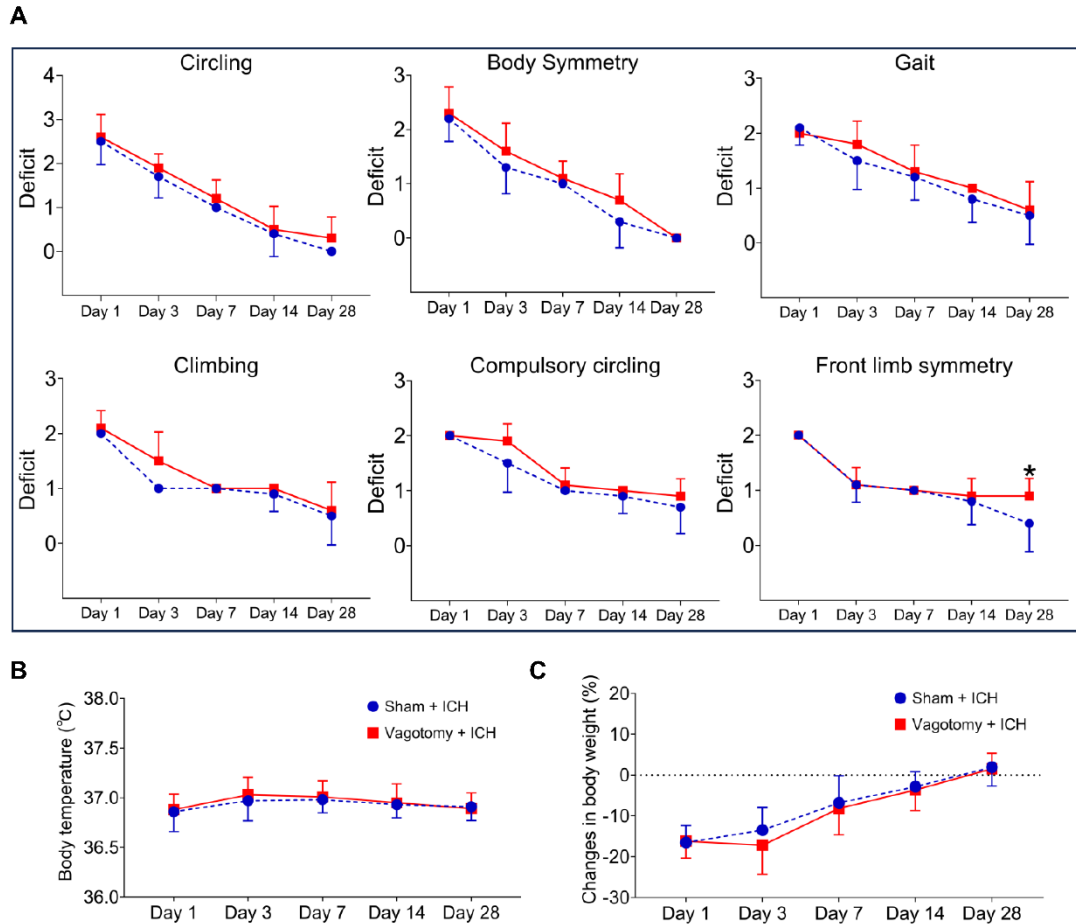 A
Circling
Body Symmetry
Gait
4
3
2
1
0
Deficit
Day 1 Day 3 Day 7 Day 14 Day 28
3
2
1
0
Deficit
Day 1 Day 3 Day 7 Day 14 Day 28
3
2
1
0
Deficit
Day 1 Day 3 Day 7 Day 14 Day 28
Climbing
Compulsory circling
Front limb symmetry
3
2
1
0
Deficit
Day 1 Day 3 Day 7 Day 14 Day 28
3
2
1
0
Deficit
Day 1 Day 3 Day 7 Day 14 Day 28
3
2
1
0
Deficit
*
Day 1 Day 3 Day 7 Day 14 Day 28
B
38.0
37.5
37.0
36.5
36.0
Body temperature (℃)
Sham + ICH
Vagotomy + ICH
Day 1 Day 3 Day 7 Day 14 Day 28
C
20
10
0
-10
-20
-30
Changes in body weight (%)
Sham + ICH
Vagotomy + ICH
Day 1 Day 3 Day 7 Day 14 Day 28